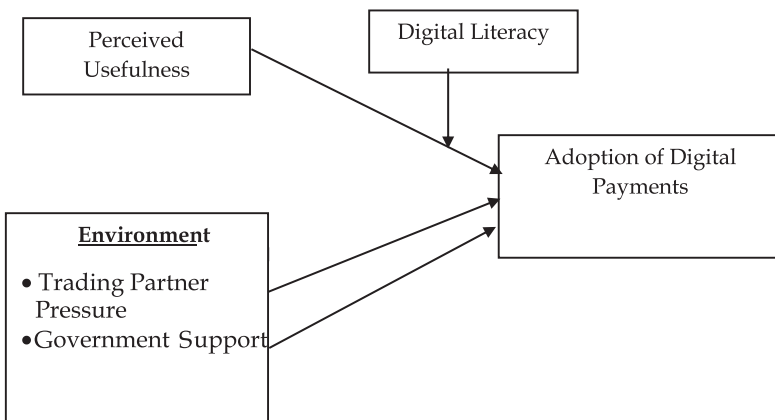 Perceived
Usefulness
Digital Literacy
Adoption of Digital
Payments
Environment
• Trading Partner
Pressure
•Government Support